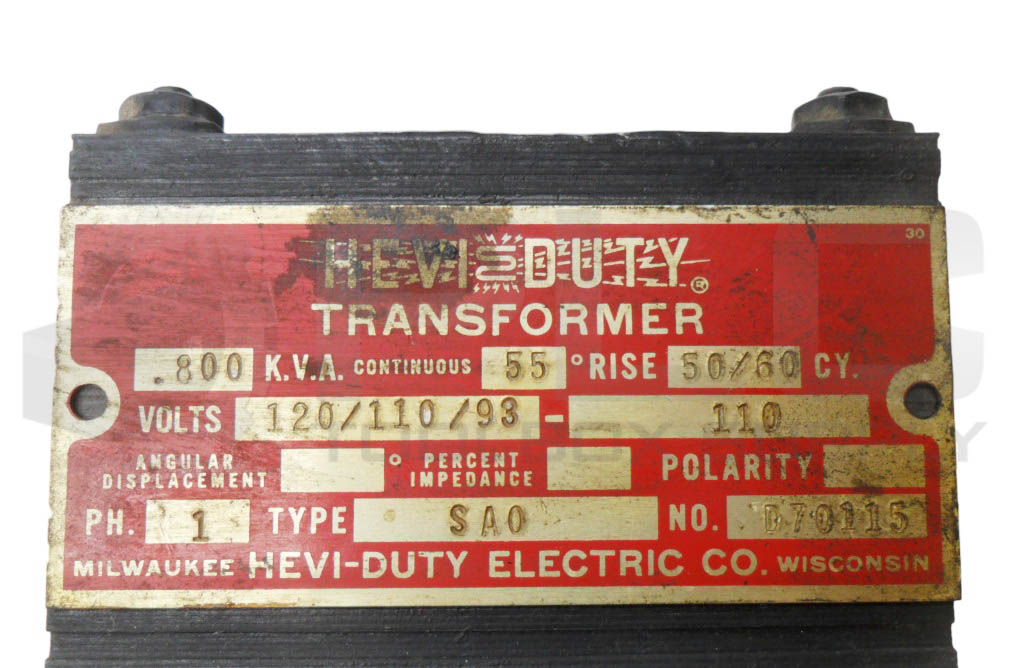 30
HEVI DUTY®
TRANSFORMER
.800 K.V.A. CONTINUOUS 55 ° RISE 50/60 CY.
VOLTS 120/110/93 - 110
ANGULAR DISPLACEMENT ° PERCENT IMPEDANCE POLARITY
PH. 1 TYPE SAO NO. D70115
MILWAUKEE HEVI-DUTY ELECTRIC CO. WISCONSIN